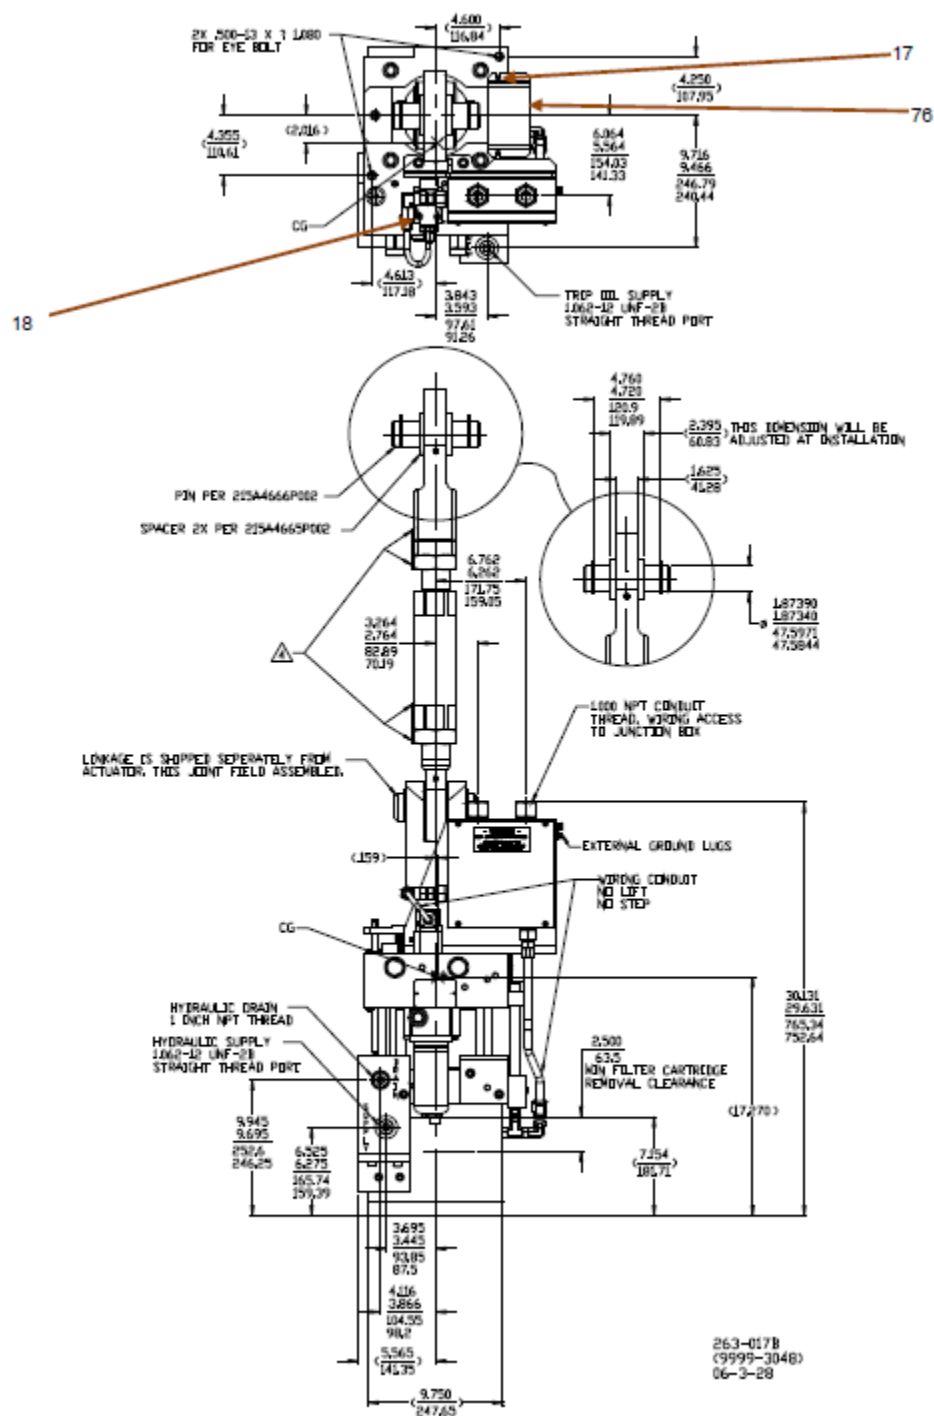 2X .500-13 X 1 1.080
FOR EYE BOLT
(4.600
116.84)
17
(4.250
107.95)
76
(4.355
110.61)
(2.016)
6.064
5.564
154.03
141.33
9.716
9.466
246.79
240.44
CG
(4.613
117.18)
3.843
3.593
97.61
91.26
TROP OIL SUPPLY
1.062-12 UNF-2B
STRAIGHT THREAD PORT
18
4.760
4.720
120.9
119.89
(2.395
60.83)
THIS DIMENSION WILL BE
ADJUSTED AT INSTALLATION
(1.625
41.28)
PIN PER 215A4666P002
SPACER 2X PER 215A4665P002
6.762
6.262
171.75
159.05
1.87390
1.87340
47.5971
47.5844
3.264
2.764
82.89
70.19
4
1.000 NPT CONDUIT
THREAD, WIRING ACCESS
TO JUNCTION BOX
LINKAGE IS SHIPPED SEPERATELY FROM
ACTUATOR. THIS JOINT FIELD ASSEMBLED.
EXTERNAL GROUND LUGS
(.159)
WIRING CONDUIT
NO LIFT
NO STEP
CG
HYDRAULIC DRAIN
1 INCH NPT THREAD
30.131
29.631
765.34
752.64
HYDRAULIC SUPPLY
1.062-12 UNF-2B
STRAIGHT THREAD PORT
2.500
63.5
MIN FILTER CARTRIDGE
REMOVAL CLEARANCE
(17.270)
9.945
9.695
252.6
246.25
6.525
6.275
165.74
159.39
(7.154
181.71)
3.695
3.445
93.85
87.5
4.116
3.866
104.55
98.2
(5.565
141.35)
(9.750
247.65)
263-017B
(9999-3048)
06-3-28